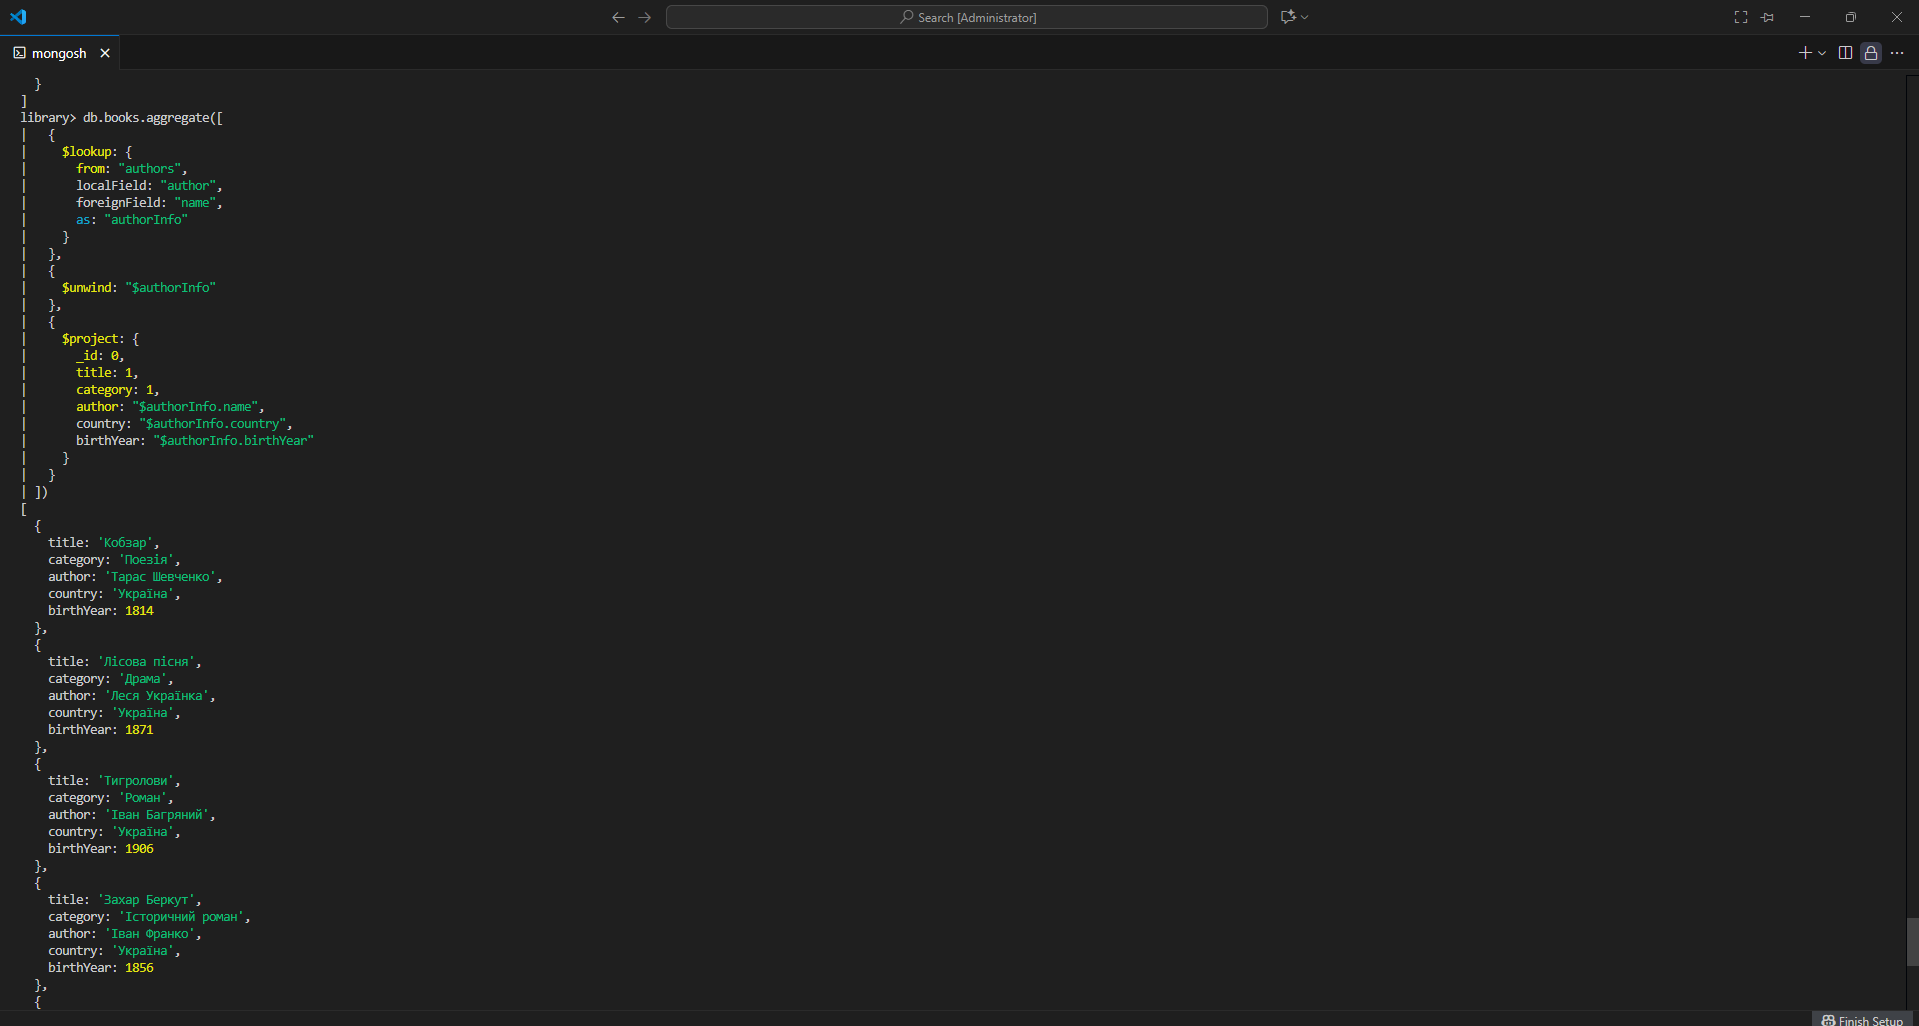 Search [Administrator]
mongosh
  }
]
library> db.books.aggregate([
|   {
|     $lookup: {
|       from: "authors",
|       localField: "author",
|       foreignField: "name",
|       as: "authorInfo"
|     }
|   },
|   {
|     $unwind: "$authorInfo"
|   },
|   {
|     $project: {
|       _id: 0,
|       title: 1,
|       category: 1,
|       author: "$authorInfo.name",
|       country: "$authorInfo.country",
|       birthYear: "$authorInfo.birthYear"
|     }
|   }
| ])
[
  {
    title: 'Кобзар',
    category: 'Поезія',
    author: 'Тарас Шевченко',
    country: 'Україна',
    birthYear: 1814
  },
  {
    title: 'Лісова пісня',
    category: 'Драма',
    author: 'Леся Українка',
    country: 'Україна',
    birthYear: 1871
  },
  {
    title: 'Тигролови',
    category: 'Роман',
    author: 'Іван Багряний',
    country: 'Україна',
    birthYear: 1906
  },
  {
    title: 'Захар Беркут',
    category: 'Історичний роман',
    author: 'Іван Франко',
    country: 'Україна',
    birthYear: 1856
  },
  {
Finish Setup